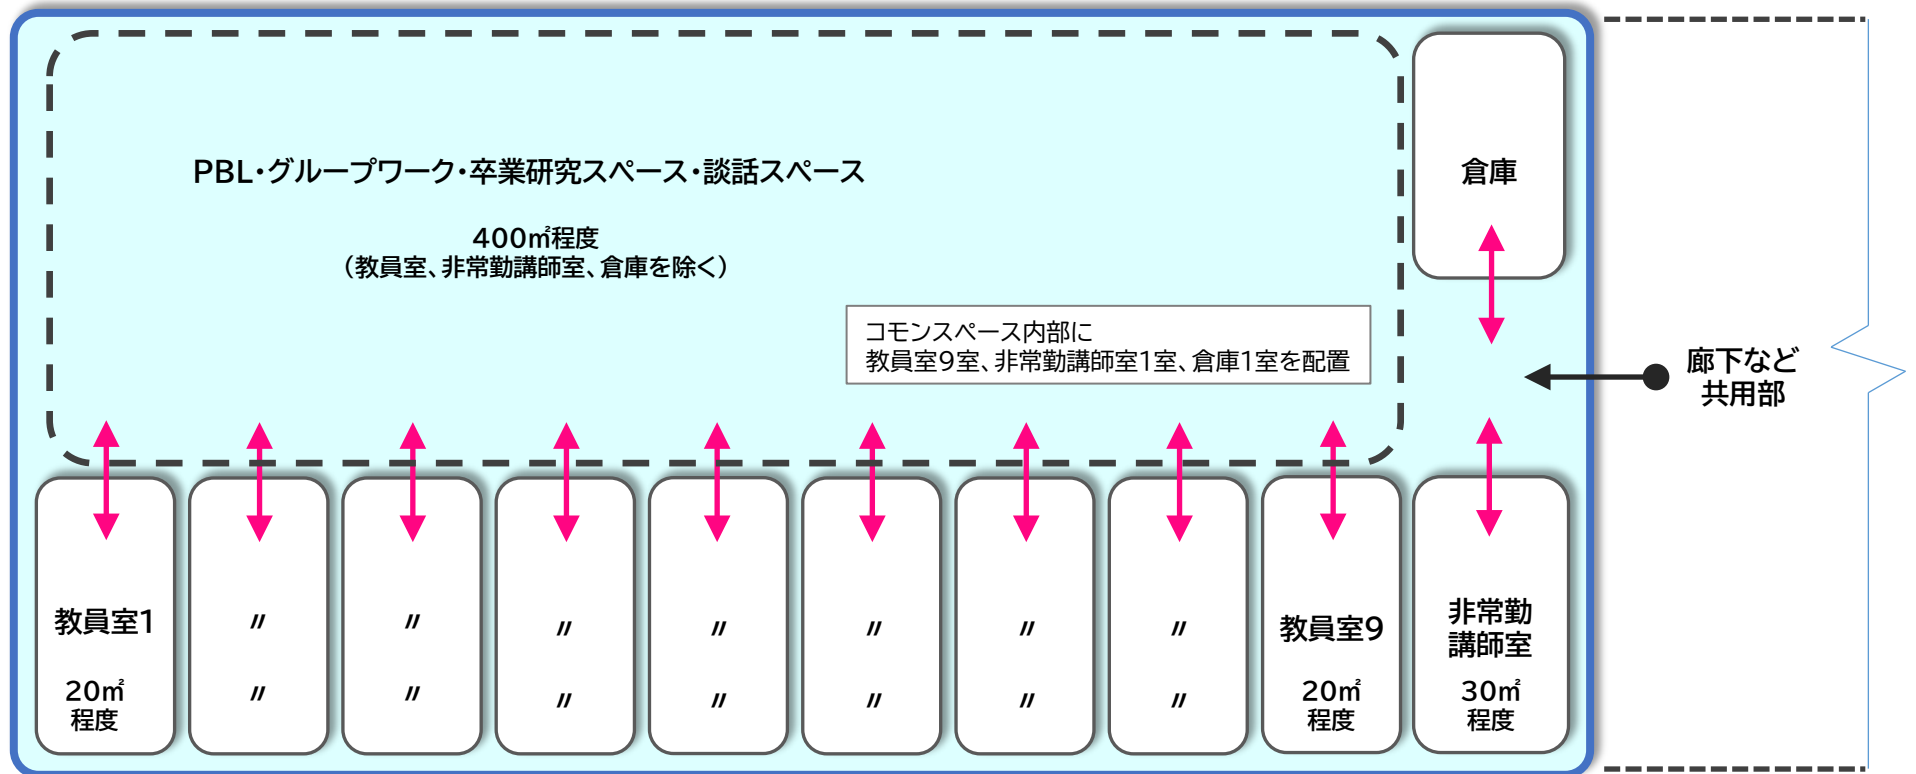 PBL・グループワーク・卒業研究スペース・談話スペース
400㎡程度
（教員室、非常勤講師室、倉庫を除く）
倉庫
コモンスペース内部に
教員室9室、非常勤講師室1室、倉庫1室を配置
廊下など
共用部
教員室1
20㎡
程度
〃
〃
〃
〃
〃
〃
〃
〃
〃
〃
〃
〃
〃
〃
教員室9
20㎡
程度
非常勤
講師室
30㎡
程度